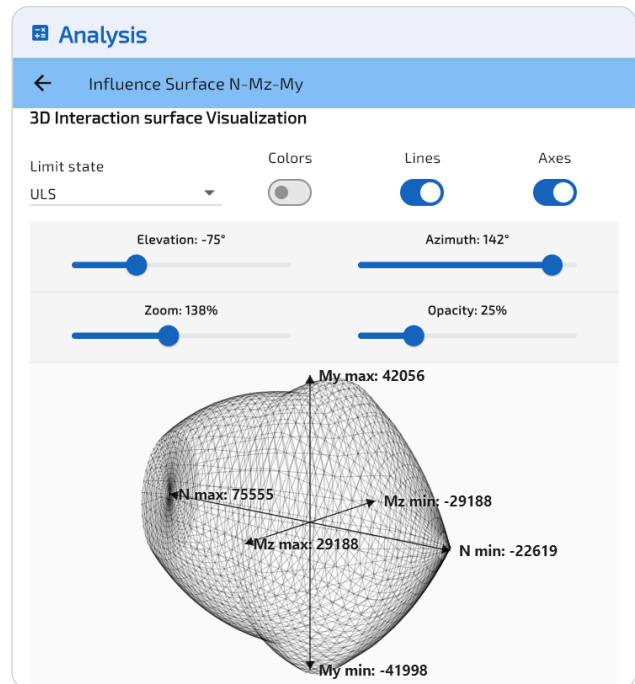 Analysis
Influence Surface N-Mz-My
3D Interaction surface Visualization
Limit state
ULS
Colors
Lines
Axes
Elevation: -75°
Azimuth: 142°
Zoom: 138%
Opacity: 25%
My max: 42056
N max: 75555
Mz min: -29188
Mz max: 29188
N min: -22619
My min: -41998